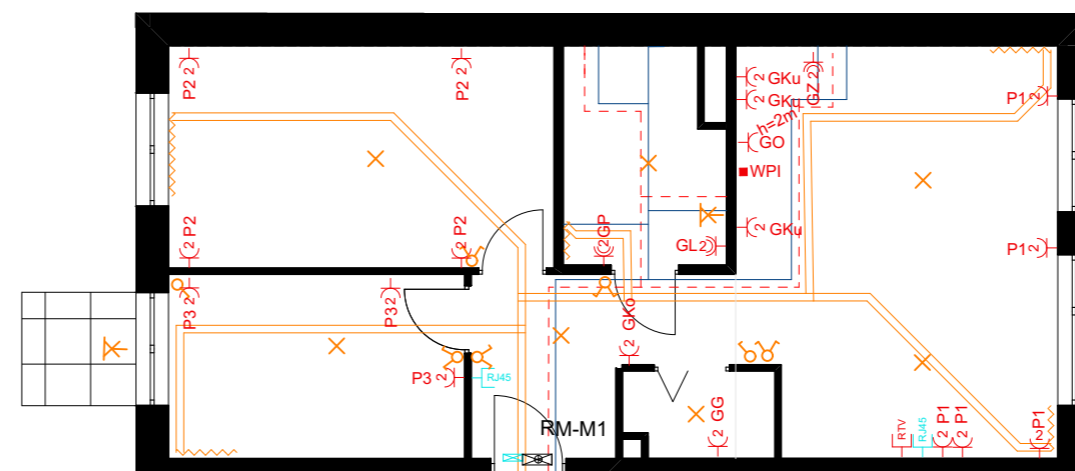 P2 2
P2 2
2 GKu
2 GKu
GZ 2
h=2m
GO
WPI
P1 2
2 P2
2 P2
2 GP
GL 2
2 GKu
P1 2
P3 2
P3 2
2 GKo
P3 2
RJ45
RM-M1
2 GG
RTV
RJ45
2 P1
2 P1
2 P1